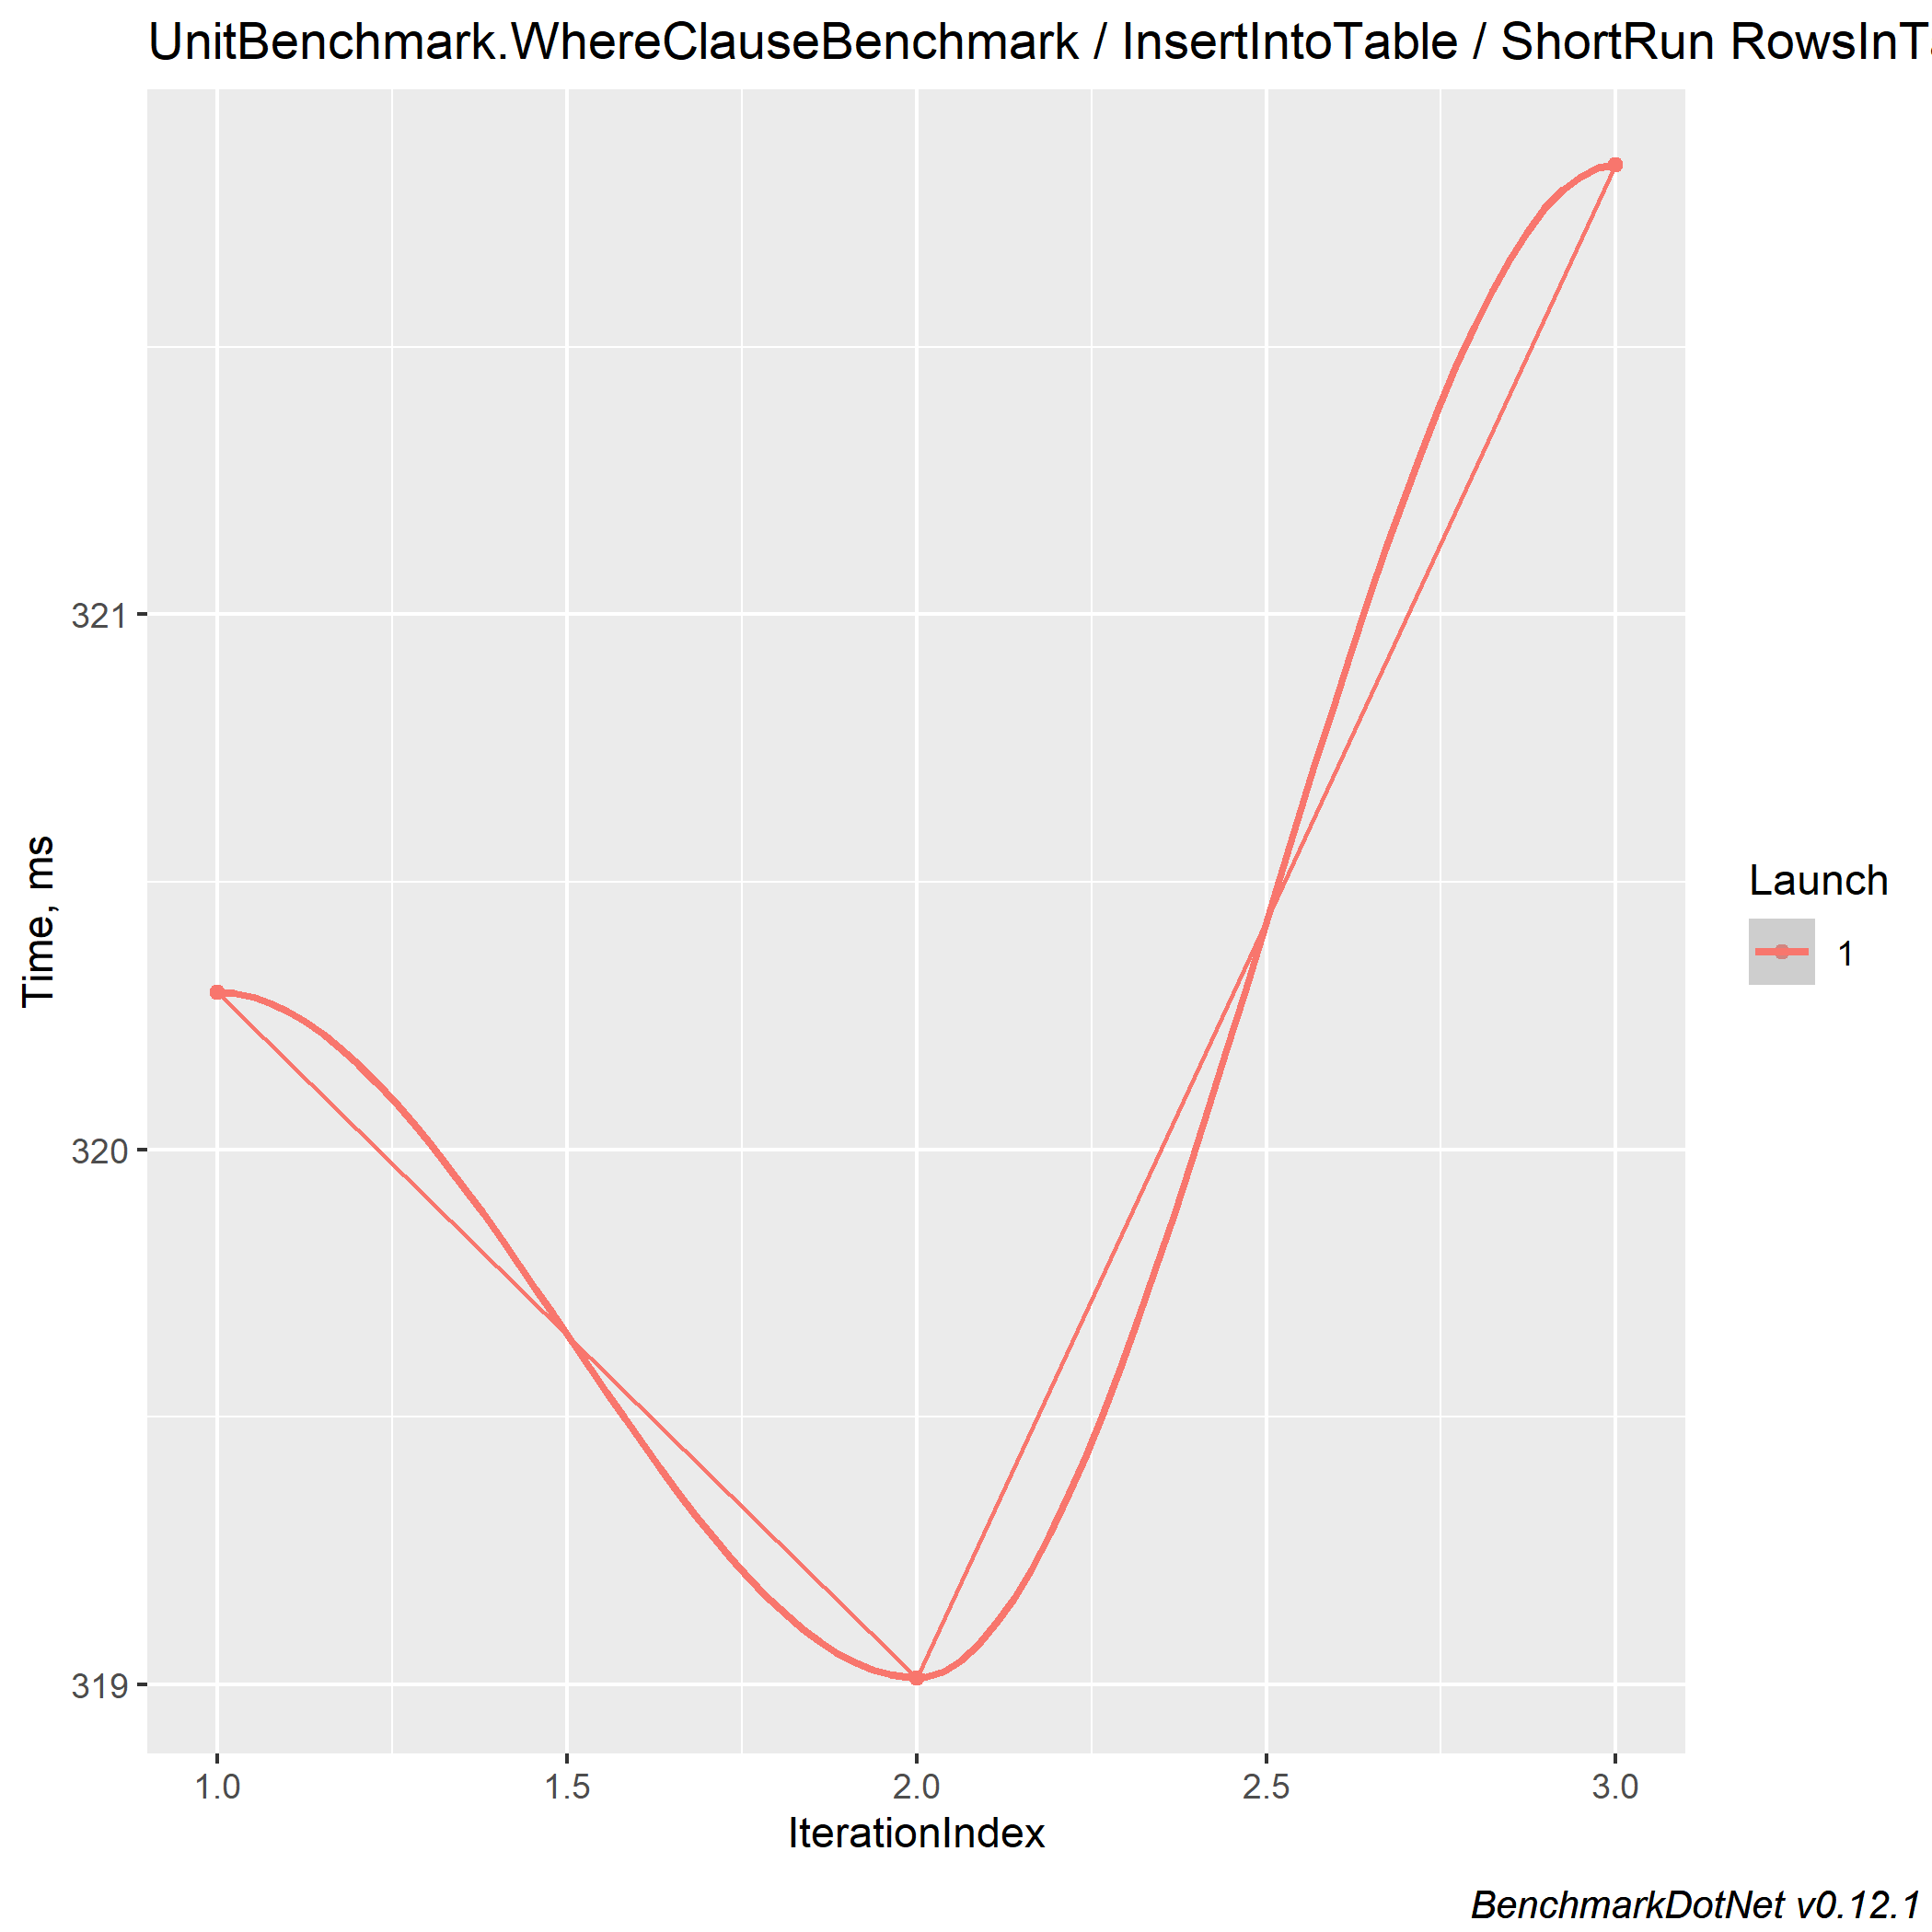 UnitBenchmark.WhereClauseBenchmark / InsertIntoTable / ShortRun
321
320
319
Time, ms
1.0 1.5 2.0 2.5 3.0
IterationIndex
Launch
1
BenchmarkDotNet v0.12.1